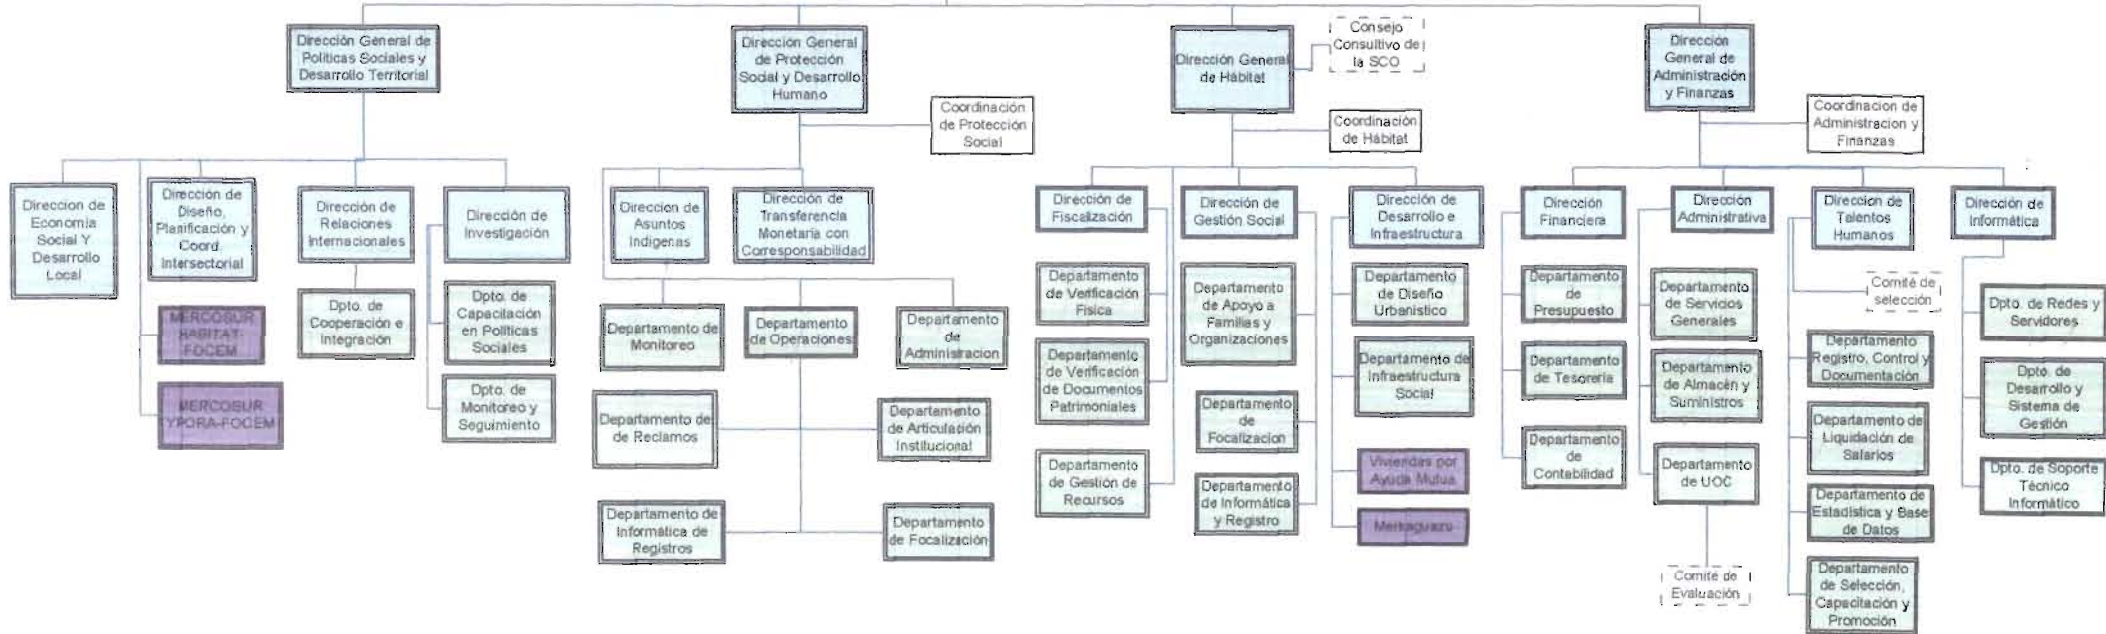 Dirección General de
Políticas Sociales y
Desarrollo Territorial
Dirección General
de Protección
Social y Desarrollo
Humano
Dirección General
de Hábitat
Consejo
Consultivo de
la SCO
Dirección
General de
Administración
y Finanzas
Coordinación
de Protección
Social
Coordinación
de Hábitat
Coordinacion de
Administracion y
Finanzas
Direccion de
Economía
Social Y
Desarrollo
Local
Dirección de
Diseño,
Planificación y
Coord.
Intersectorial
Dirección de
Relaciones
Internacionales
Dirección de
Investigación
MERCOSUR
HABITAT-
FOCEM
MERCOSUR
YPORA-FOCEM
Dpto. de
Cooperación e
Integración
Dpto. de
Capacitación
en Políticas
Sociales
Dpto. de
Monitoreo y
Seguimiento
Direccion de
Asuntos
Indigenas
Dirección de
Transferencia
Monetaria con
Corresponsabilidad
Departamento de
Monitoreo
Departamento
de Operaciones
Departamento
de
Administracion
Departamento de
de Reclamos
Departamento
de Articulación
Institucional
Departamento de
Informática de
Registros
Departamento
de Focalización
Dirección de
Fiscalización
Dirección de
Gestión Social
Dirección de
Desarrollo e
Infraestructura
Departamento
de Verificación
Fisica
Departamento
de Verificación
de Documentos
Patrimoniales
Departamento
de Gestión de
Recursos
Departamento
de Apoyo a
Familias y
Organizaciones
Departamento
de
Focalizacion
Departamento
de Informática
y Registro
Departamento
de Diseño
Urbanistico
Departamento de
Infraestructura
Social
Viviendas por
Ayuda Mutua
Merkaguazu
Dirección
Financiera
Dirección
Administrativa
Direccion de
Talentos
Humanos
Dirección de
Informática
Departamento
de
Presupuesto
Departamento
de Tesorería
Departamento
de
Contabilidad
Departamento
de Servicios
Generales
Departamento
de Almacén y
Suministros
Departamento
de UOC
Comité de
Evaluación
Comité de
selección
Departamento
Registro, Control y
Documentación
Departamento de
Liquidación de
Salarios
Departamento de
Estadística y Base
de Datos
Departamento
de Selección,
Capacitación y
Promoción
Dpto. de Redes y
Servidores
Dpto. de
Desarrollo y
Sistema de
Gestión
Dpto. de Soporte
Técnico
Informático